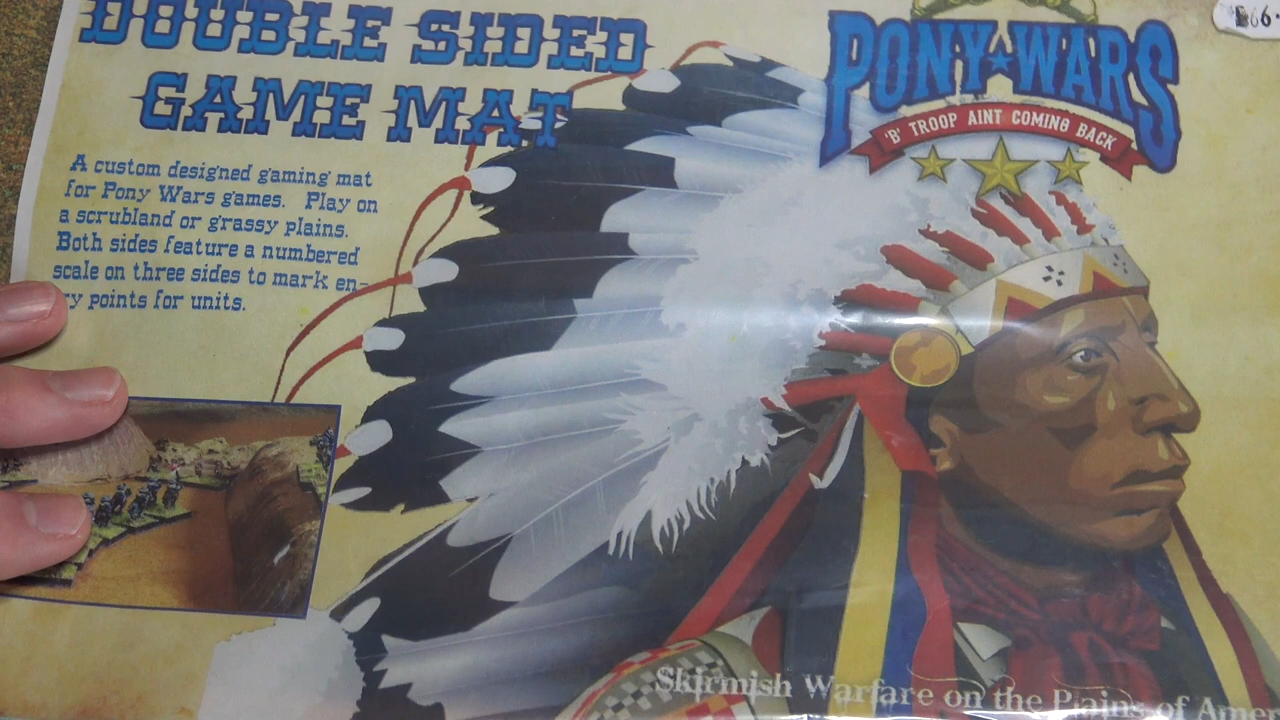 DOUBLE SIDED
GAME MAT
A custom designed gaming mat
for Pony Wars games. Play on
a scrubland or grassy plains.
Both sides feature a numbered
scale on three sides to mark en-
ry points for units.
PONY WARS
'B' TROOP AINT COMING BACK
Skirmish Warfare on the Plains of Amer